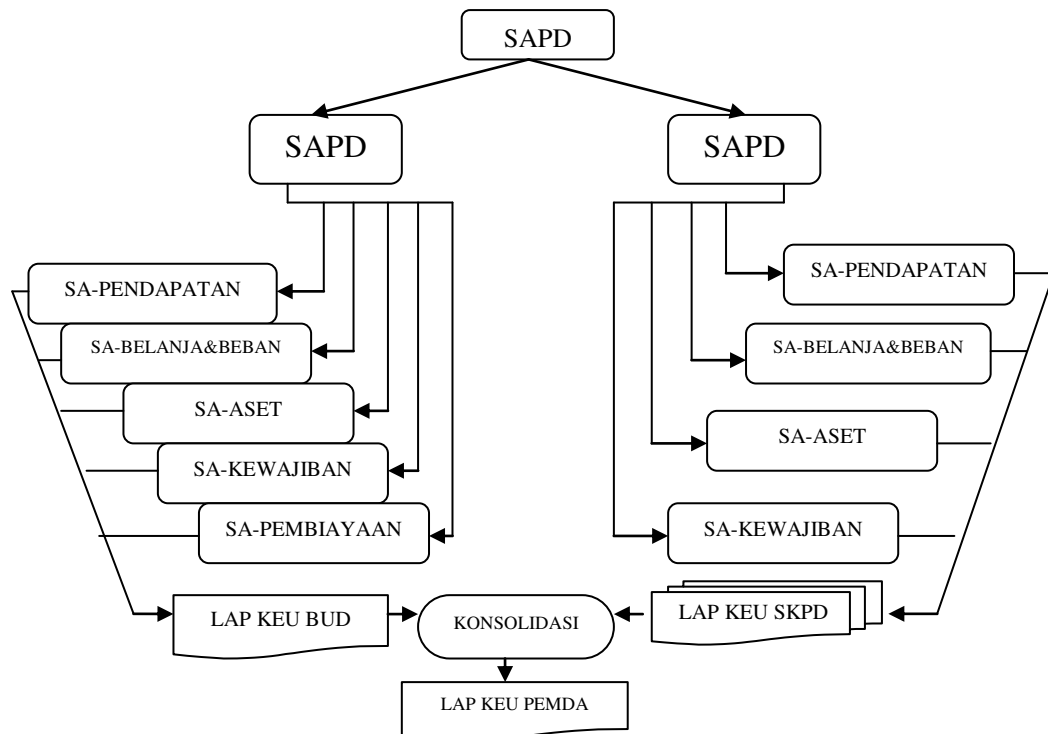 SAPD
SAPD
SAPD
SA-PENDAPATAN
SA-BELANJA&BEBAN
SA-ASET
SA-KEWAJIBAN
SA-PEMBIAYAAN
SA-PENDAPATAN
SA-BELANJA&BEBAN
SA-ASET
SA-KEWAJIBAN
LAP KEU BUD
KONSOLIDASI
LAP KEU SKPD
LAP KEU PEMDA